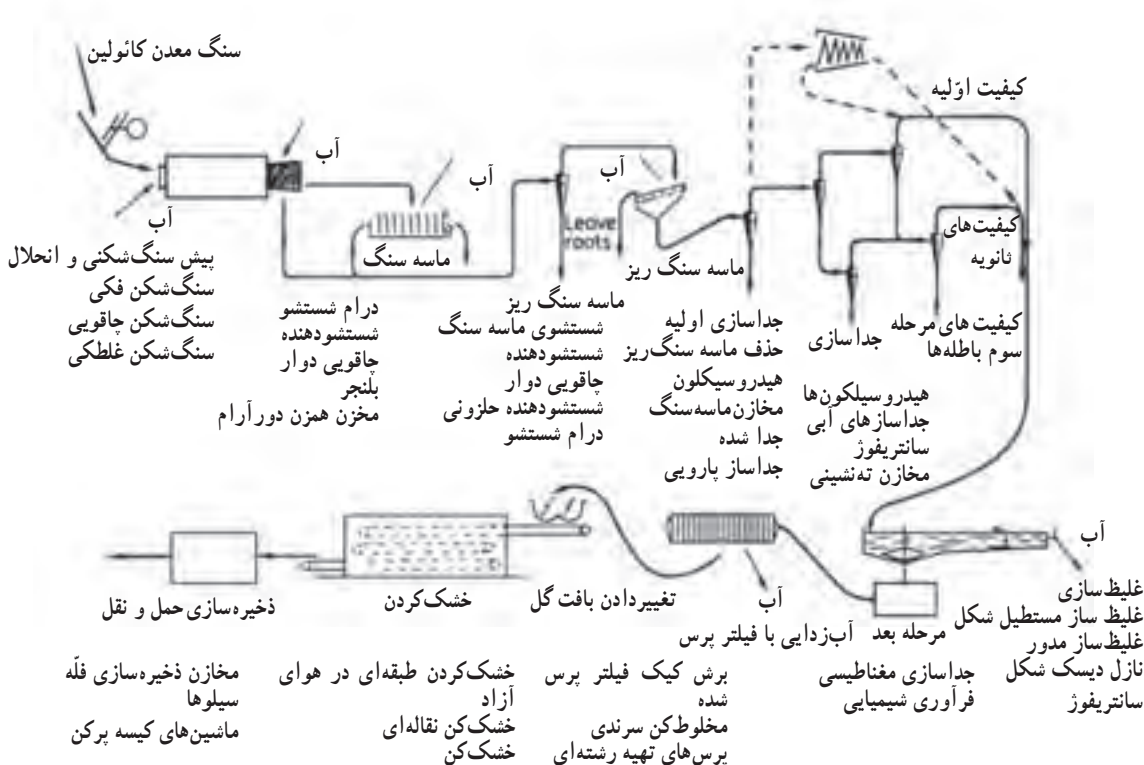 سنگ معدن کائولین
آب
آب
پیش سنگ‌شکنی و انحلال
سنگ‌شکن فکی
سنگ‌شکن چاقویی
سنگ‌شکن غلطکی
آب
ماسه سنگ
درام شستشو
شستشودهنده
چاقویی دوار
بلنجر
مخزن همزن دور آرام
آب
Leave
roots
ماسه سنگ ریز
شستشوی ماسه سنگ
شستشودهنده
چاقویی دوار
شستشودهنده حلزونی
درام شستشو
ماسه سنگ ریز
جداسازی اولیه
حذف ماسه سنگ‌ریز
هیدروسیکلون
مخازن‌ماسه‌سنگ
جدا شده
جداساز پارویی
کیفیت اوّلیه
کیفیت‌های
ثانویه
جداسازی
کیفیت های مرحله
سوم باطله‌ها
هیدروسیلکون‌ها
جداسازهای آبی
سانتریفوژ
مخازن ته‌نشینی
آب
غلیظ‌سازی
غلیظ ساز مستطیل شکل
غلیظ‌ساز مدور
نازل دیسک شکل
سانتریفوژ
مرحله بعد
جداسازی مغناطیسی
فرآوری شیمیایی
آب
آب‌زدایی با فیلتر پرس
تغییردادن بافت گل
برش کیک فیلتر پرس
شده
مخلوط‌کن سرندی
پرس‌های تهیه رشته‌ای
خشک‌کردن
خشک‌کردن طبقه‌ای در هوای
آزاد
خشک‌کن نقاله‌ای
خشک‌کن
ذخیره‌سازی حمل و نقل
مخازن ذخیره‌سازی فلّه
سیلوها
ماشین‌های کیسه پرکن